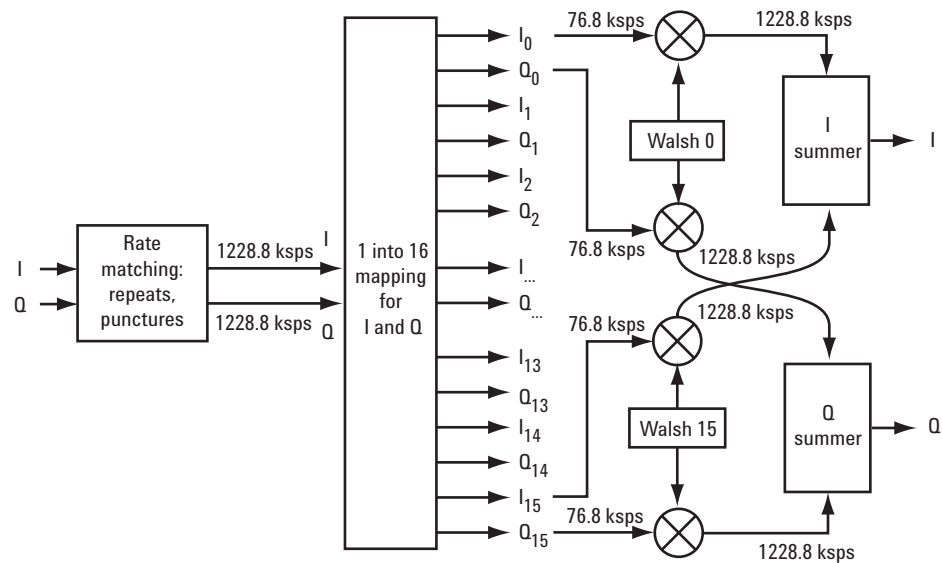 I
Q
Rate
matching:
repeats,
punctures
1228.8 ksps
I
1228.8 ksps
Q
1 into 16
mapping
for
I and Q
I0
Q0
I1
Q1
I2
Q2
I...
Q...
I13
Q13
I14
Q14
I15
Q15
76.8 ksps
1228.8 ksps
Walsh 0
76.8 ksps
1228.8 ksps
I
summer
I
76.8 ksps
1228.8 ksps
Walsh 15
76.8 ksps
1228.8 ksps
Q
summer
Q